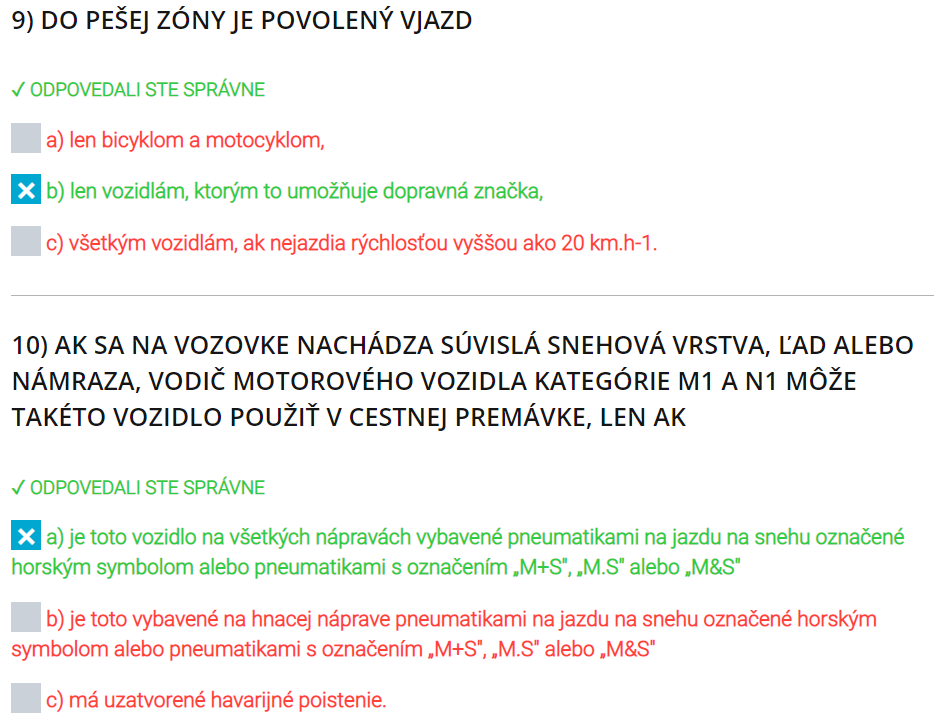 9) DO PEŠEJ ZÓNY JE POVOLENÝ VJAZD
✓ ODPOVEDALI STE SPRÁVNE
a) len bicyklom a motocyklom,
b) len vozidlám, ktorým to umožňuje dopravná značka,
c) všetkým vozidlám, ak nejazdia rýchlosťou vyššou ako 20 km.h-1.
10) AK SA NA VOZOVKE NACHÁDZA SÚVISLÁ SNEHOVÁ VRSTVA, ĽAD ALEBO
NÁMRAZA, VODIČ MOTOROVÉHO VOZIDLA KATEGÓRIE M1 A N1 MÔŽE
TAKÉTO VOZIDLO POUŽIŤ V CESTNEJ PREMÁVKE, LEN AK
✓ ODPOVEDALI STE SPRÁVNE
a) je toto vozidlo na všetkých nápravách vybavené pneumatikami na jazdu na snehu označené
horským symbolom alebo pneumatikami s označením „M+S", „M.S" alebo „M&S"
b) je toto vybavené na hnacej náprave pneumatikami na jazdu na snehu označené horským
symbolom alebo pneumatikami s označením „M+S", „M.S" alebo „M&S"
c) má uzatvorené havarijné poistenie.